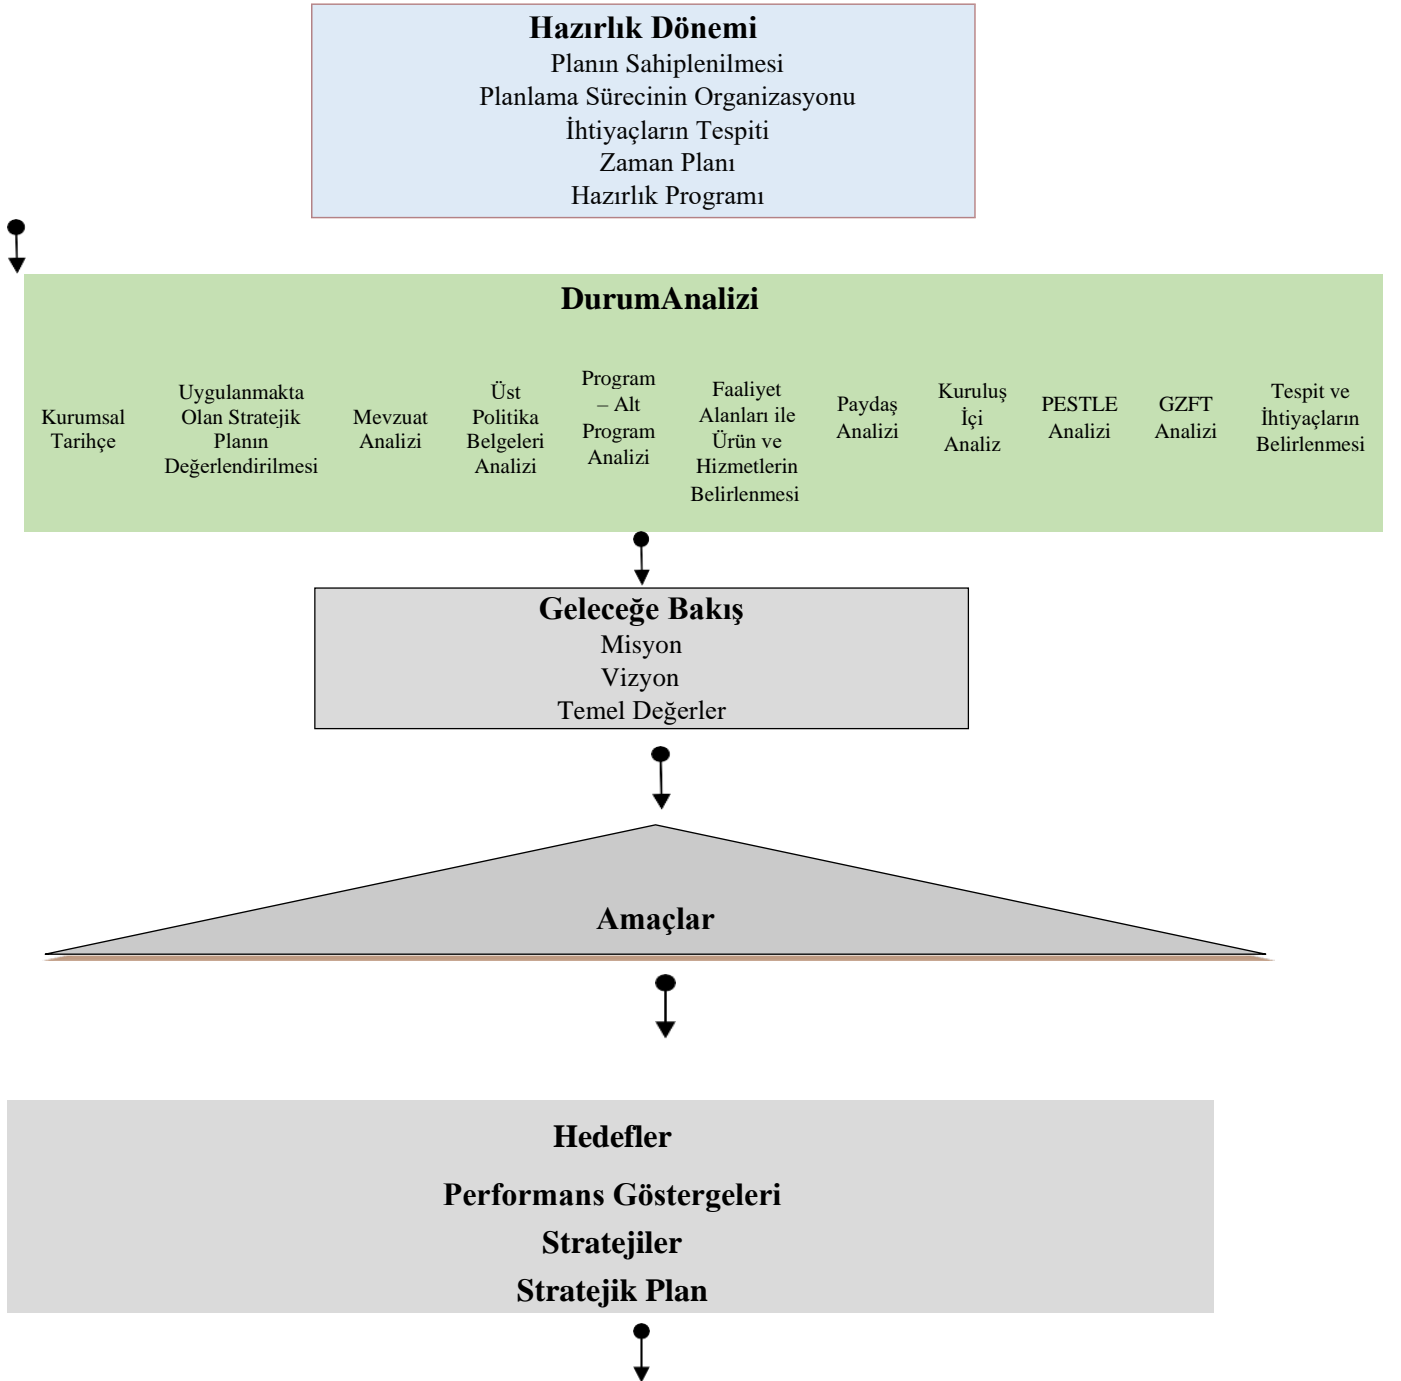 Hazırlık Dönemi
Planın Sahiplenilmesi
Planlama Sürecinin Organizasyonu
İhtiyaçların Tespiti
Zaman Planı
Hazırlık Programı
DurumAnalizi
Kurumsal
Tarihçe
Uygulanmakta
Olan Stratejik
Planın
Değerlendirilmesi
Mevzuat
Analizi
Üst
Politika
Belgeleri
Analizi
Program
– Alt
Program
Analizi
Faaliyet
Alanları ile
Ürün ve
Hizmetlerin
Belirlenmesi
Paydaş
Analizi
Kuruluş
İçi
Analiz
PESTLE
Analizi
GZFT
Analizi
Tespit ve
İhtiyaçların
Belirlenmesi
Geleceğe Bakış
Misyon
Vizyon
Temel Değerler
Amaçlar
Hedefler
Performans Göstergeleri
Stratejiler
Stratejik Plan